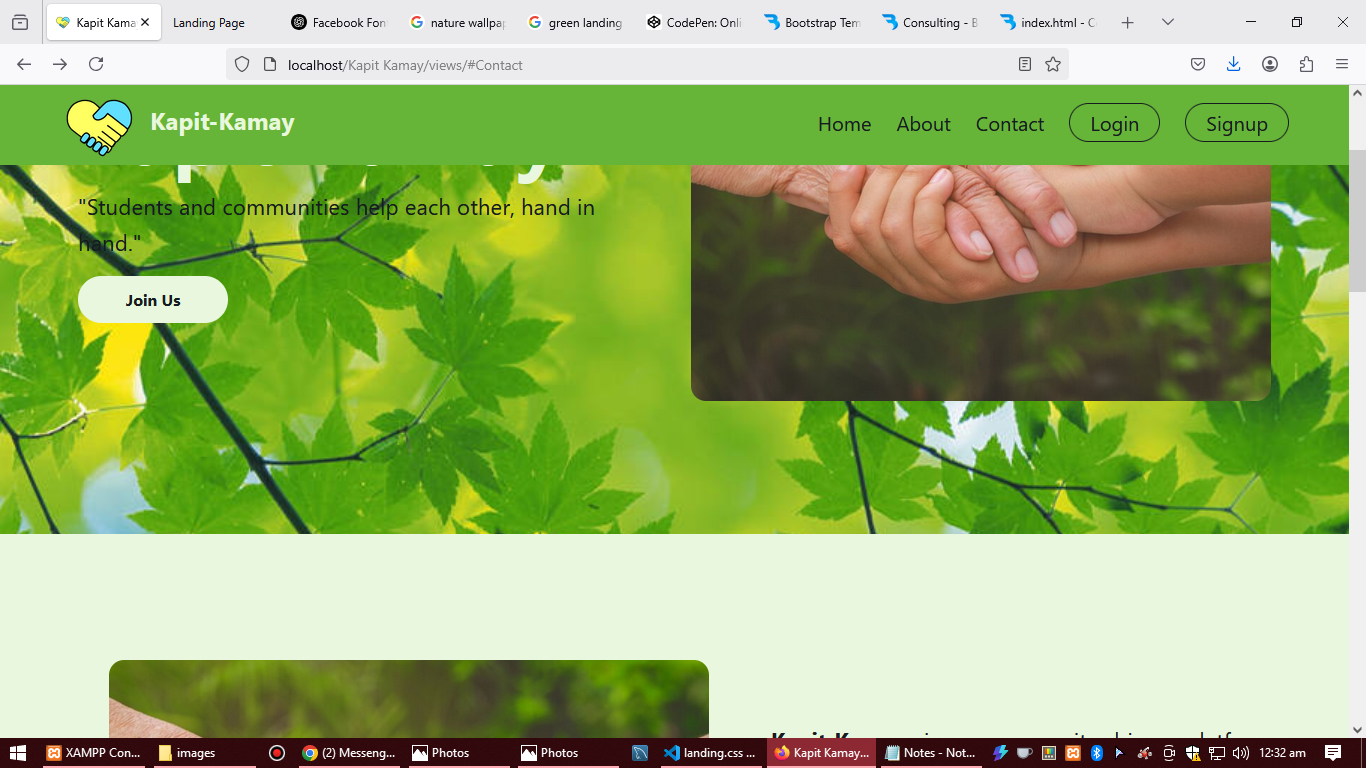 Kapit Kama
Landing Page
Facebook Fon
nature wallpap
green landing
CodePen: Onli
Bootstrap Tem
Consulting - B
index.html - C
localhost/Kapit Kamay/views/#Contact
Kapit-Kamay
Home
About
Contact
Login
Signup
"Students and communities help each other, hand in
hand."
Join Us
XAMPP Con...
images
(2) Messeng...
Photos
Photos
landing.css ...
Kapit Kamay...
Notes - Not...
12:32 am